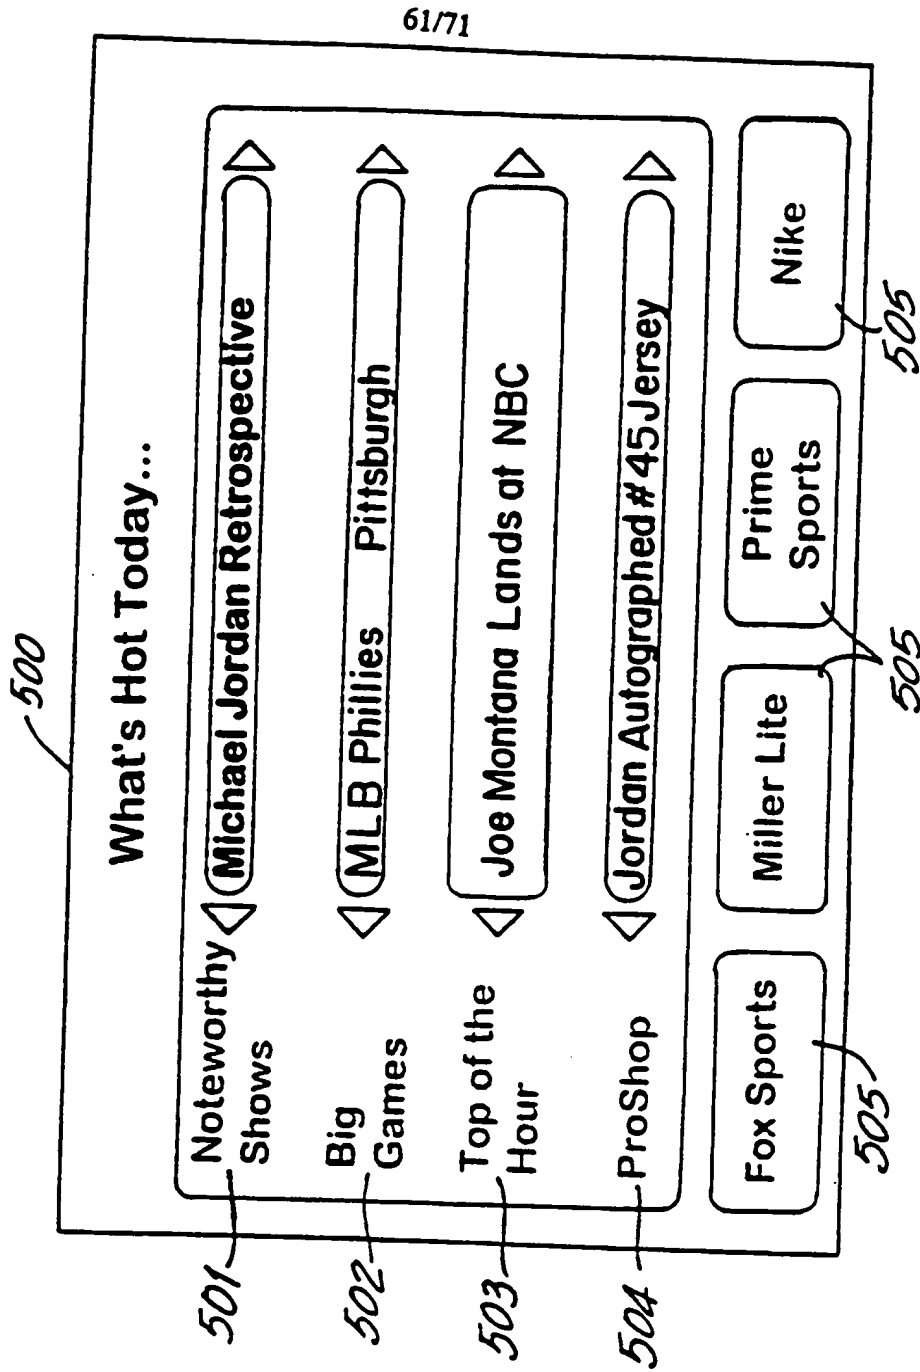 61/71
500
What's Hot Today...
501
Noteworthy
Shows
Michael Jordan Retrospective
502
Big
Games
MLB Phillies Pittsburgh
503
Top of the
Hour
Joe Montana Lands at NBC
504
ProShop
Jordan Autographed #45 Jersey
Fox Sports
Miller Lite
Prime
Sports
Nike
505
505
505